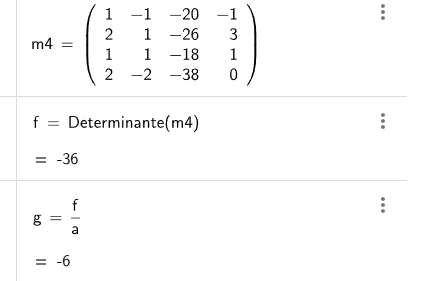 1 −1 −20 −1
2 1 −26 3
m4 =
1 1 −18 1
2 −2 −38 0
f = Determinante(m4)
= -36
f
g =
a
= -6